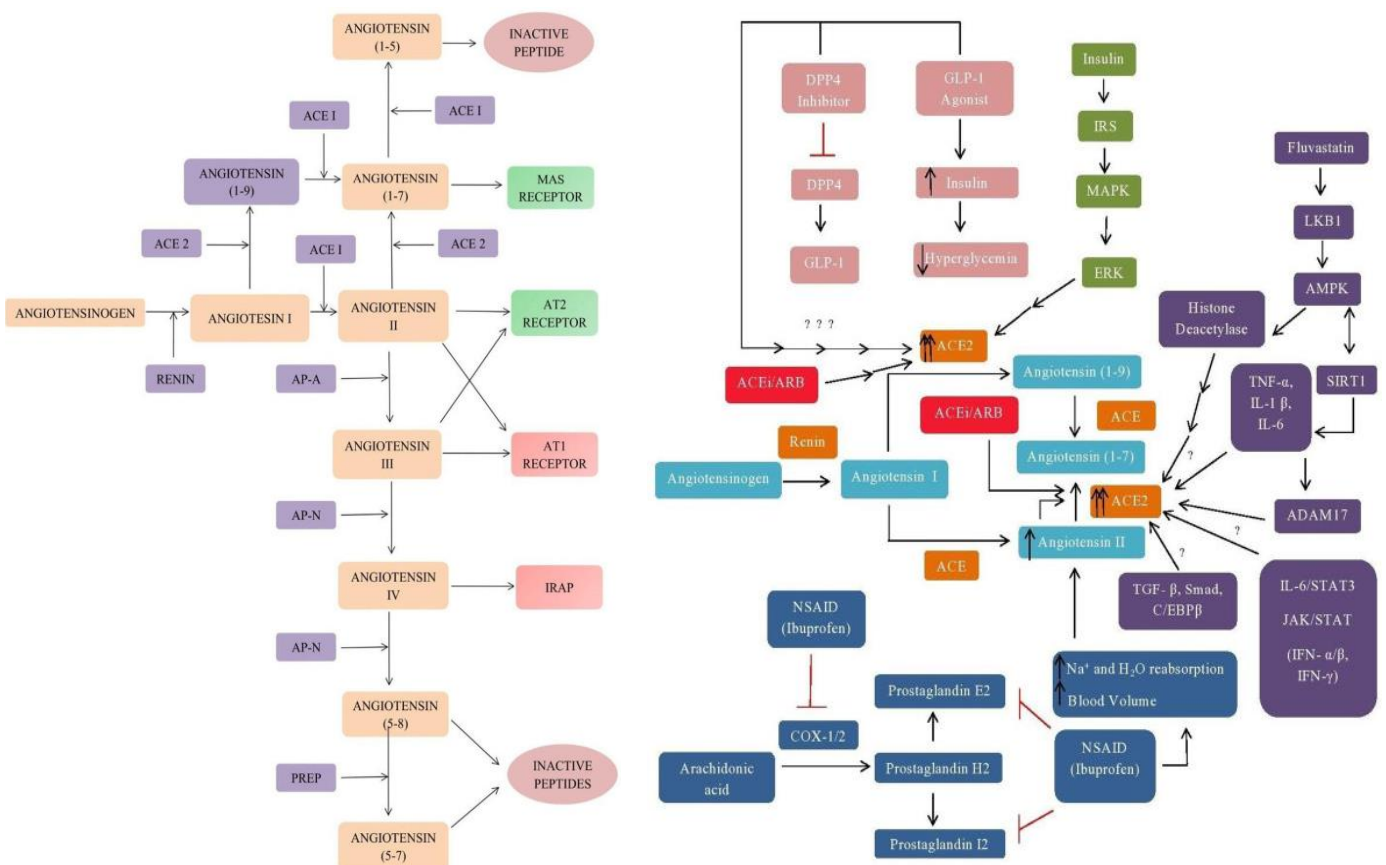 ANGIOTENSIN
(1-5)
INACTIVE
PEPTIDE
ACE I
ACE I
ANGIOTENSIN
(1-9)
ANGIOTENSIN
(1-7)
MAS
RECEPTOR
ACE 2
ACE I
ACE 2
ANGIOTENSINOGEN
ANGIOTESIN I
ANGIOTENSIN
II
AT2
RECEPTOR
RENIN
AP-A
ANGIOTENSIN
III
AT1
RECEPTOR
AP-N
ANGIOTENSIN
IV
IRAP
AP-N
ANGIOTENSIN
(5-8)
PREP
INACTIVE
PEPTIDES
ANGIOTENSIN
(5-7)
DPP4
Inhibitor
GLP-1
Agonist
Insulin
IRS
DPP4
Insulin
MAPK
GLP-1
Hyperglycemia
ERK
Fluvastatin
LKB1
AMPK
Histone
Deacetylase
? ? ?
ACE2
ACEi/ARB
Angiotensin (1-9)
TNF-α,
IL-1 β,
IL-6
SIRT1
ACEi/ARB
ACE
Renin
Angiotensin (1-7)
?
Angiotensinogen
Angiotensin I
ACE2
ADAM17
?
Angiotensin II
?
ACE
TGF- β, Smad,
C/EBPβ
IL-6/STAT3
JAK/STAT
(IFN- α/β,
IFN-γ)
NSAID
(Ibuprofen)
Na⁺ and H₂O reabsorption
Blood Volume
Prostaglandin E2
COX-1/2
NSAID
(Ibuprofen)
Arachidonic
acid
Prostaglandin H2
Prostaglandin I2